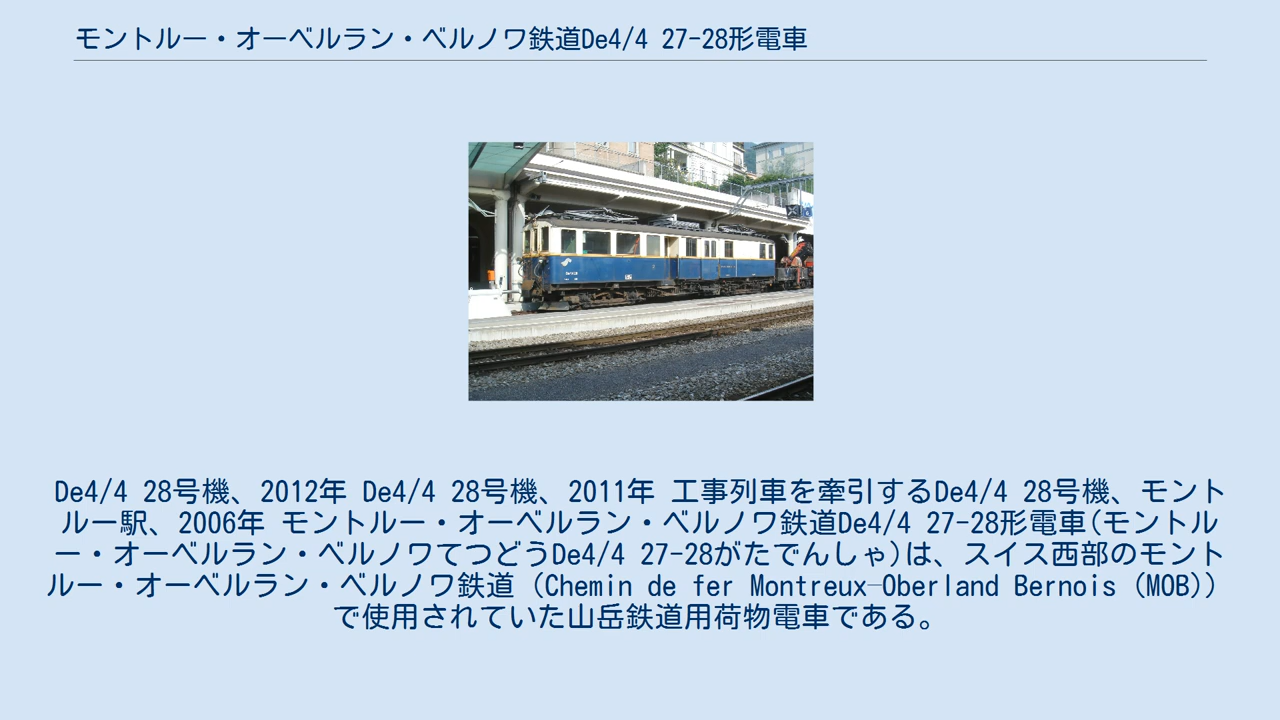 モントルー・オーベルラン・ベルノワ鉄道De4/4 27-28形電車
De4/4 28号機、2012年 De4/4 28号機、2011年 工事列車を牽引するDe4/4 28号機、モント
ルー駅、2006年 モントルー・オーベルラン・ベルノワ鉄道De4/4 27-28形電車(モントル
ー・オーベルラン・ベルノワてつどうDe4/4 27-28がたでんしゃ)は、スイス西部のモント
ルー・オーベルラン・ベルノワ鉄道（Chemin de fer Montreux–Oberland Bernois（MOB））
で使用されていた山岳鉄道用荷物電車である。